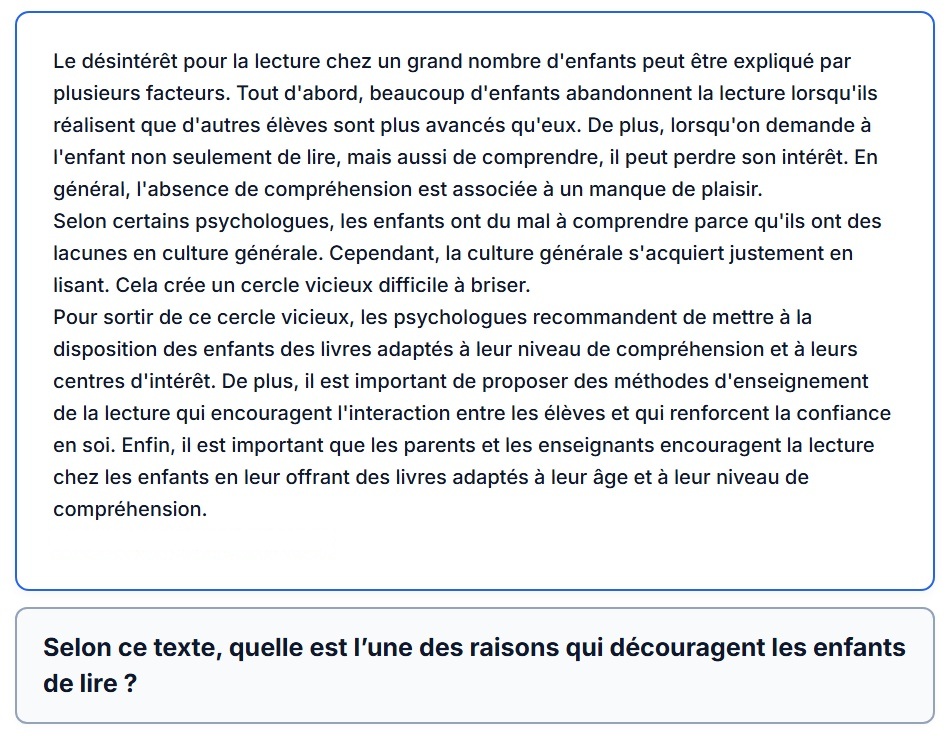 Le désintérêt pour la lecture chez un grand nombre d'enfants peut être expliqué par
plusieurs facteurs. Tout d'abord, beaucoup d'enfants abandonnent la lecture lorsqu'ils
réalisent que d'autres élèves sont plus avancés qu'eux. De plus, lorsqu'on demande à
l'enfant non seulement de lire, mais aussi de comprendre, il peut perdre son intérêt. En
général, l'absence de compréhension est associée à un manque de plaisir.
Selon certains psychologues, les enfants ont du mal à comprendre parce qu'ils ont des
lacunes en culture générale. Cependant, la culture générale s'acquiert justement en
lisant. Cela crée un cercle vicieux difficile à briser.
Pour sortir de ce cercle vicieux, les psychologues recommandent de mettre à la
disposition des enfants des livres adaptés à leur niveau de compréhension et à leurs
centres d'intérêt. De plus, il est important de proposer des méthodes d'enseignement
de la lecture qui encouragent l'interaction entre les élèves et qui renforcent la confiance
en soi. Enfin, il est important que les parents et les enseignants encouragent la lecture
chez les enfants en leur offrant des livres adaptés à leur âge et à leur niveau de
compréhension.
Selon ce texte, quelle est l’une des raisons qui découragent les enfants
de lire ?